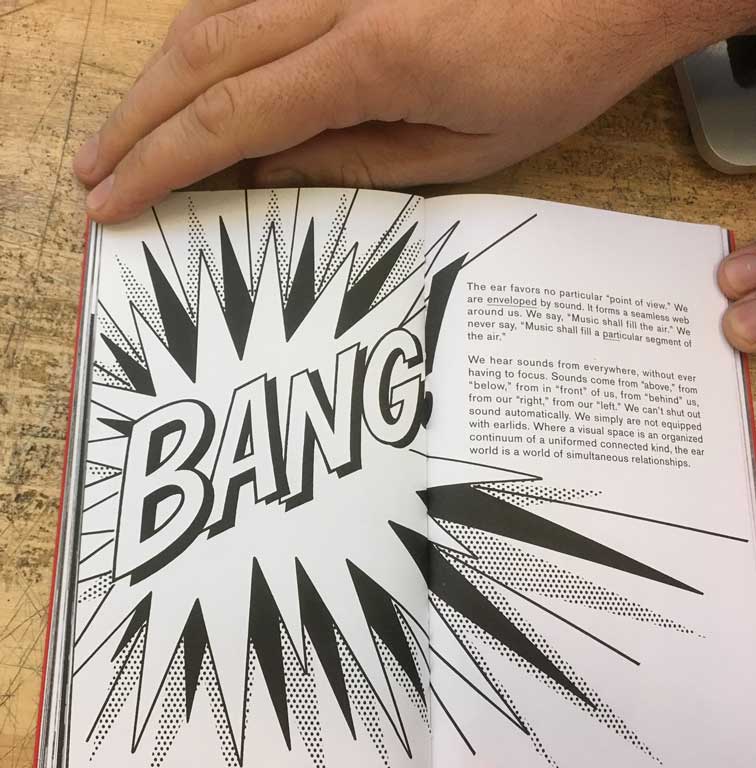 BANG!
The ear favors no particular "point of view." We
are enveloped by sound. It forms a seamless web
around us. We say, "Music shall fill the air." We
never say, "Music shall fill a particular segment of
the air."
We hear sounds from everywhere, without ever
having to focus. Sounds come from "above," from
"below," from in "front" of us, from "behind" us,
from our "right," from our "left." We can't shut out
sound automatically. We simply are not equipped
with earlids. Where a visual space is an organized
continuum of a uniformed connected kind, the ear
world is a world of simultaneous relationships.